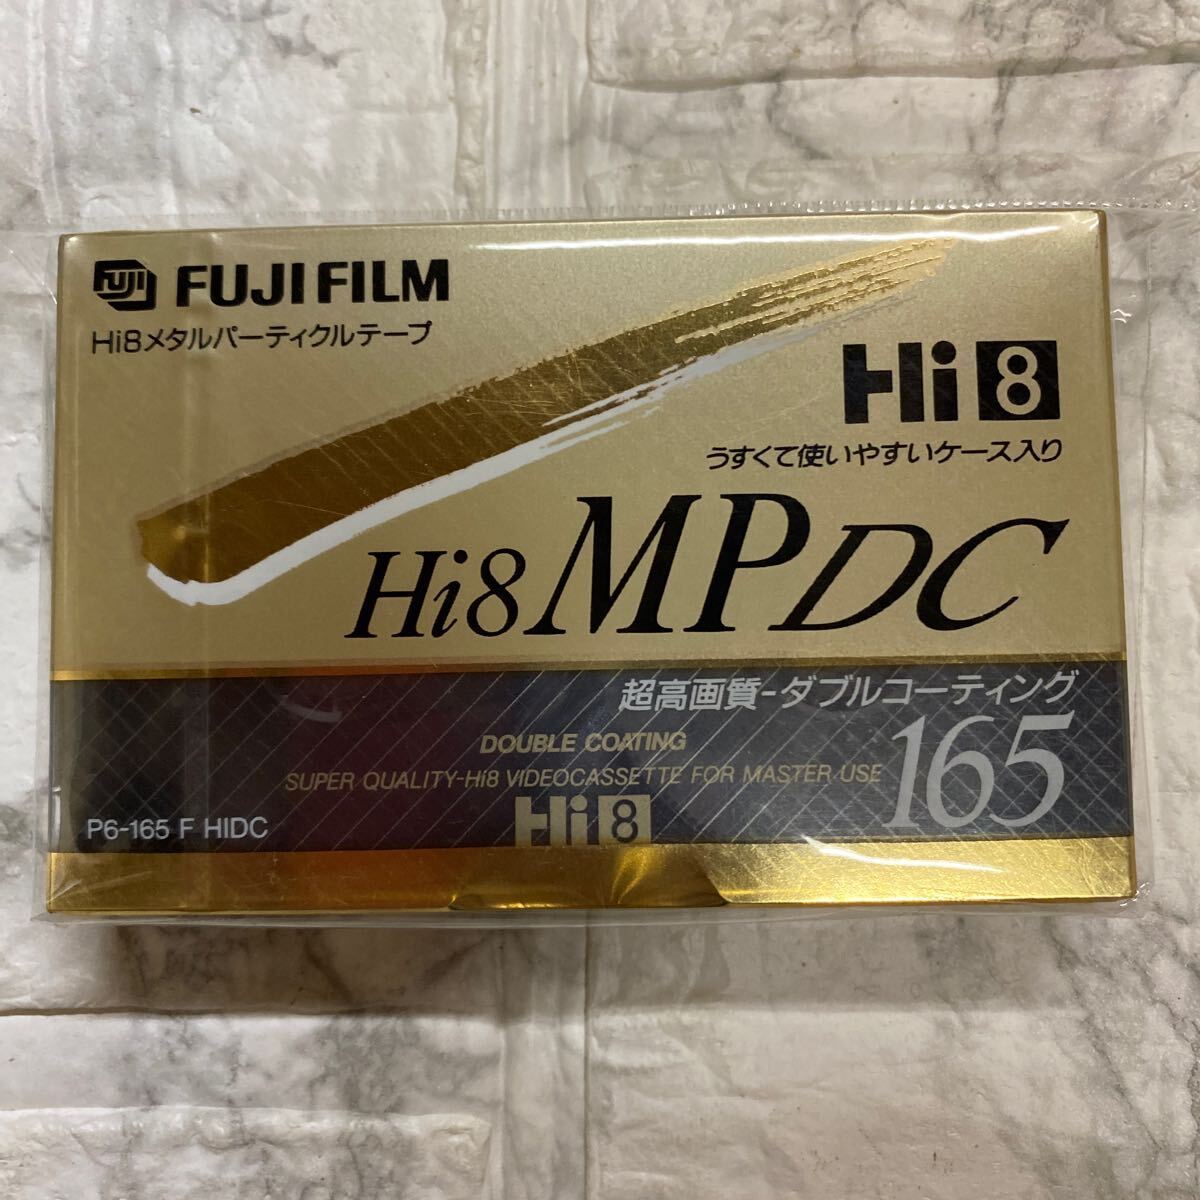 FUJI FUJIFILM
Hi8メタルパーティクルテープ
Hi8
うすくて使いやすいケース入り
Hi8MPDC
超高画質-ダブルコーティング
DOUBLE COATING
165
SUPER QUALITY-Hi8 VIDEOCASSETTE FOR MASTER USE
P6-165 F HIDC
Hi8